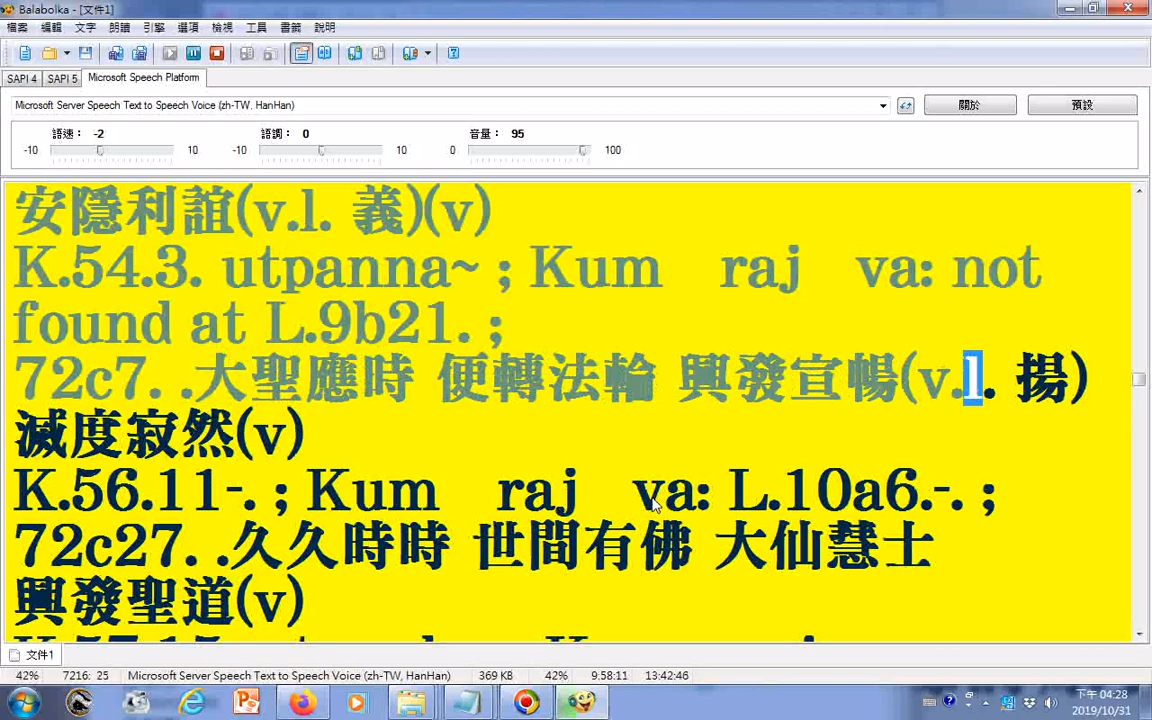 Balabolka - [文件1]
檔案 編輯 文字 朗讀 引擎 選項 檢視 工具 書籤 說明
SAPI 4 SAPI 5 Microsoft Speech Platform
Microsoft Server Speech Text to Speech Voice (zh-TW, HanHan) 關於 預設
語速： -2 語調： 0 音量： 95
-10 10 -10 10 0 100
安隱利誼(v.l. 義)(v)
K.54.3. utpanna~ ; Kum raj va: not
found at L.9b21. ;
72c7. .大聖應時 便轉法輪 興發宣暢(v.l. 揚)
滅度寂然(v)
K.56.11-. ; Kum raj va: L.10a6.-. ;
72c27. .久久時時 世間有佛 大仙慧士
興發聖道(v)
文件1
42% 7216: 25 Microsoft Server Speech Text to Speech Voice (zh-TW, HanHan) 369 KB 42% 9:58:11 13:42:46
下午 04:28
2019/10/31